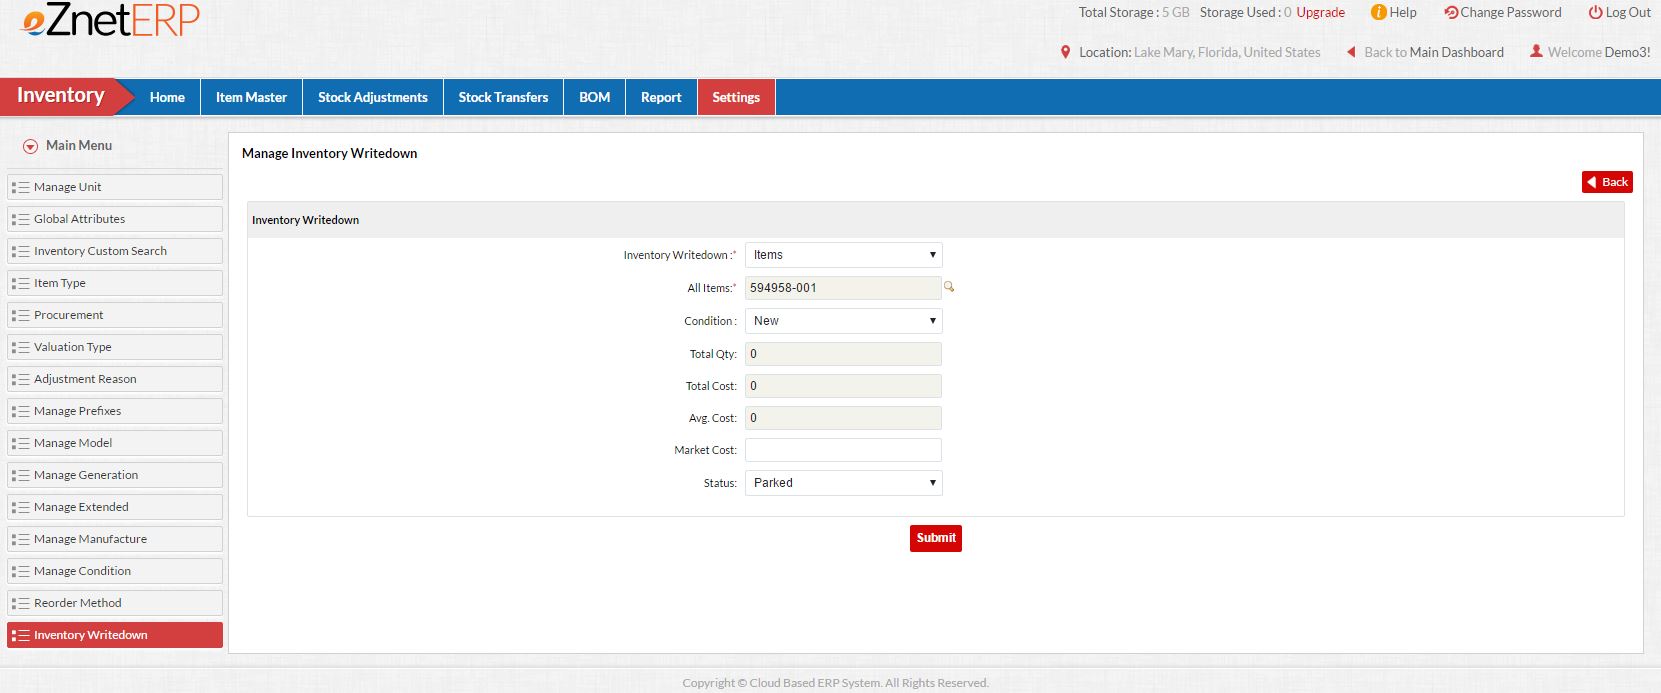 eZnetERP
Total Storage : 5 GB Storage Used : 0 Upgrade Help Change Password Log Out
Location: Lake Mary, Florida, United States Back to Main Dashboard Welcome Demo3!
Inventory Home Item Master Stock Adjustments Stock Transfers BOM Report Settings
Main Menu
Manage Unit
Global Attributes
Inventory Custom Search
Item Type
Procurement
Valuation Type
Adjustment Reason
Manage Prefixes
Manage Model
Manage Generation
Manage Extended
Manage Manufacture
Manage Condition
Reorder Method
Inventory Writedown
Manage Inventory Writedown
Back
Inventory Writedown
Inventory Writedown :* Items
All Items:* 594958-001
Condition : New
Total Qty: 0
Total Cost: 0
Avg. Cost: 0
Market Cost:
Status: Parked
Submit
Copyright © Cloud Based ERP System. All Rights Reserved.